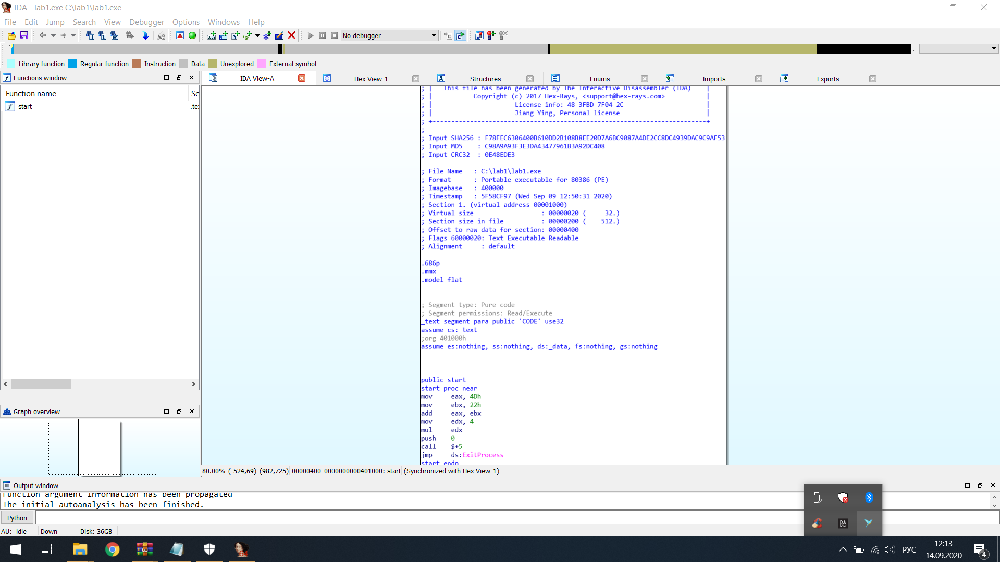 IDA - lab1.exe C:\lab1\lab1.exe
File Edit Jump Search View Debugger Options Windows Help
No debugger
Library function Regular function Instruction Data Unexplored External symbol
Functions window
IDA View-A Hex View-1 Structures Enums Imports Exports
Function name Se
start .te
; | This file has been generated by The Interactive Disassembler (IDA) |
; | Copyright (c) 2017 Hex-Rays, <support@hex-rays.com> |
; | License info: 48-3FBD-7F04-2C |
; | Jiang Ying, Personal license |
; +-------------------------------------------------------------------------+
;
; Input SHA256 : F78FEC6306400B610DD2B108B8EE20D7A6BC9087A4DE2CC8DC4939DAC9C9AF53
; Input MD5 : C98A9A93F3E3DA43477961B3A92DC408
; Input CRC32 : 0E48EDE3
; File Name : C:\lab1\lab1.exe
; Format : Portable executable for 80386 (PE)
; Imagebase : 400000
; Timestamp : 5F58CF97 (Wed Sep 09 12:50:31 2020)
; Section 1. (virtual address 00001000)
; Virtual size : 00000020 ( 32.)
; Section size in file : 00000200 ( 512.)
; Offset to raw data for section: 00000400
; Flags 60000020: Text Executable Readable
; Alignment : default
.686p
.mmx
.model flat
; Segment type: Pure code
; Segment permissions: Read/Execute
_text segment para public 'CODE' use32
assume cs:_text
;org 401000h
assume es:nothing, ss:nothing, ds:_data, fs:nothing, gs:nothing
public start
start proc near
mov eax, 4Dh
mov ebx, 22h
add eax, ebx
mov edx, 4
mul edx
push 0
call $+5
jmp ds:ExitProcess
start endp
Graph overview
80.00% (-524,69) (982,725) 00000400 0000000000401000: start (Synchronized with Hex View-1)
Output window
Function argument information has been propagated
The initial autoanalysis has been finished.
Python
AU: idle Down Disk: 36GB
РУС
12:13
14.09.2020
4